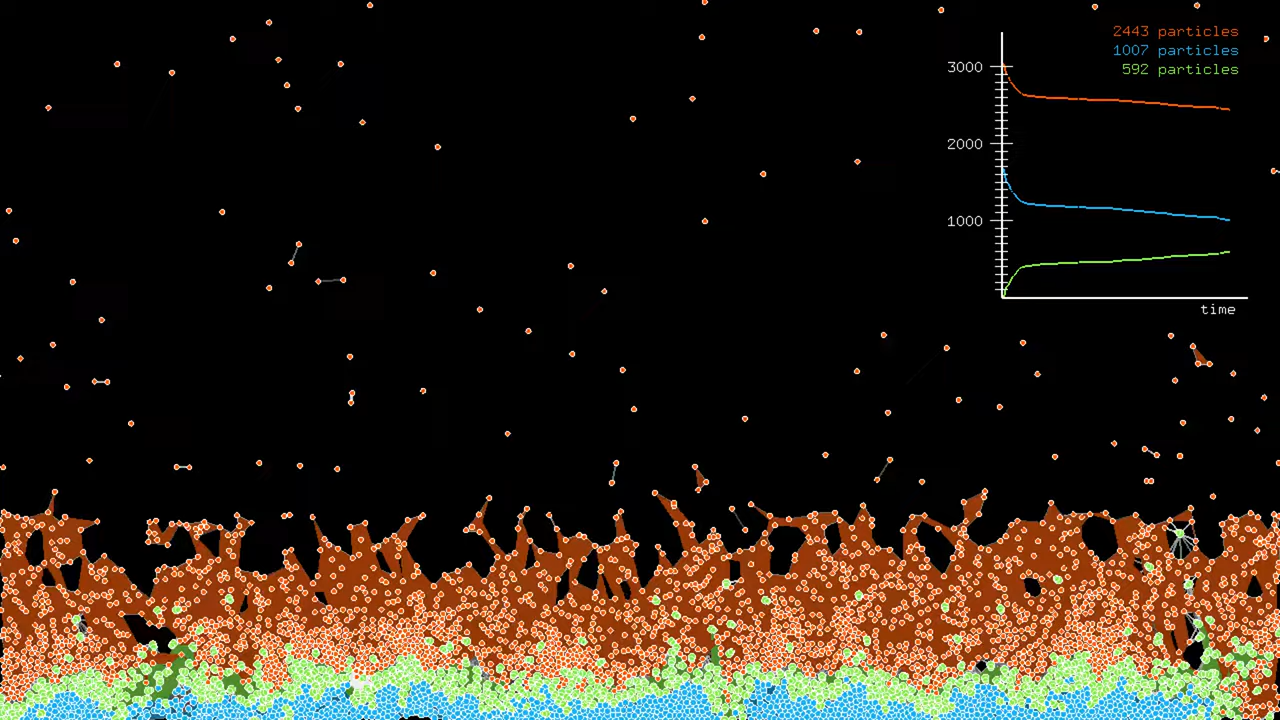 2443 particles
1007 particles
592 particles
3000
2000
1000
time